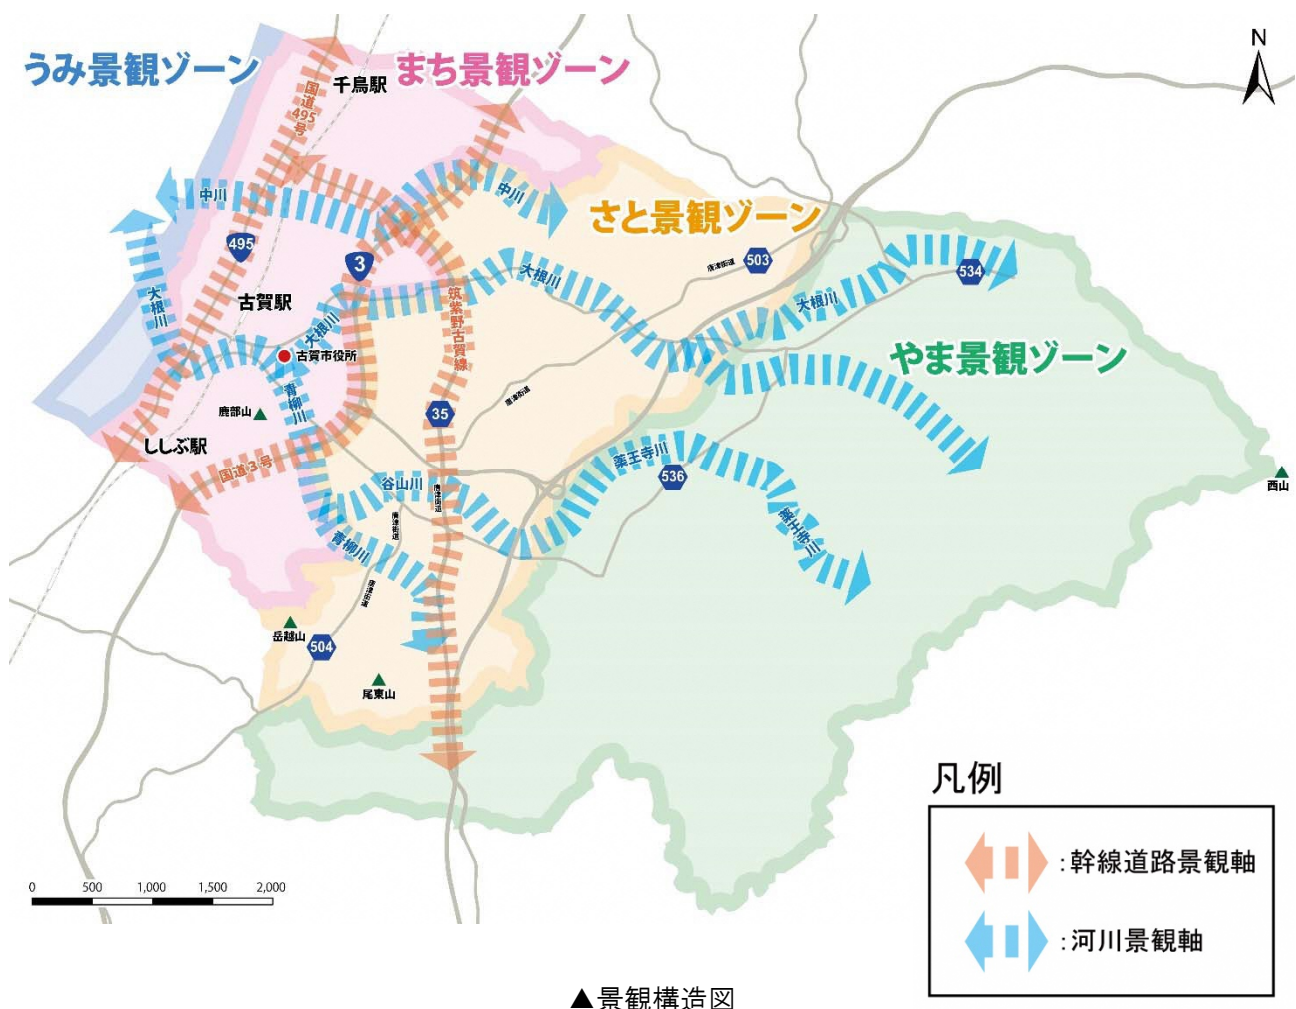 うみ景観ゾーン
まち景観ゾーン
N
千鳥駅
国道495号
中川
中川
さと景観ゾーン
495
3
503
唐津街道
534
大根川
大根川
大根川
大根川
古賀駅
筑紫野古賀線
古賀市役所
やま景観ゾーン
青柳川
唐津街道
鹿部山
35
ししぶ駅
国道3号
薬王寺川
536
西山
谷山川
唐津街道
唐津街道
薬王寺川
青柳川
唐津街道
岳越山
504
尾東山
凡例
:幹線道路景観軸
:河川景観軸
0 500 1,000 1,500 2,000
▲景観構造図